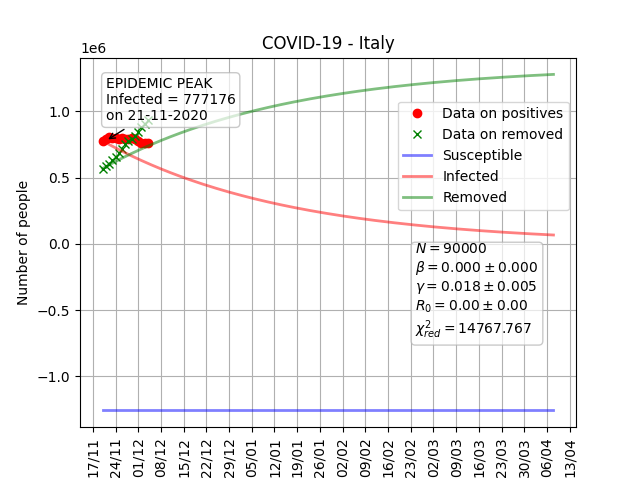 COVID-19 - Italy
1e6
EPIDEMIC PEAK
Infected = 777176
on 21-11-2020
Data on positives
Data on removed
Susceptible
Infected
Removed
N = 90000
β = 0.000 ± 0.000
γ = 0.018 ± 0.005
R₀ = 0.00 ± 0.00
χ²red = 14767.767
Number of people
1.0
0.5
0.0
−0.5
−1.0
17/11
24/11
01/12
08/12
15/12
22/12
29/12
05/01
12/01
19/01
26/01
02/02
09/02
16/02
23/02
02/03
09/03
16/03
23/03
30/03
06/04
13/04